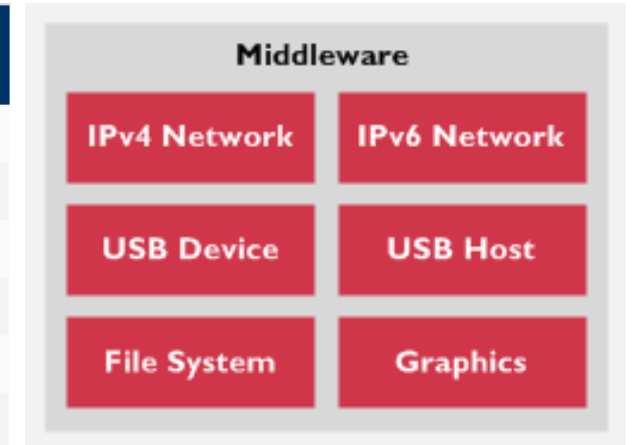 Middleware
IPv4 Network
IPv6 Network
USB Device
USB Host
File System
Graphics